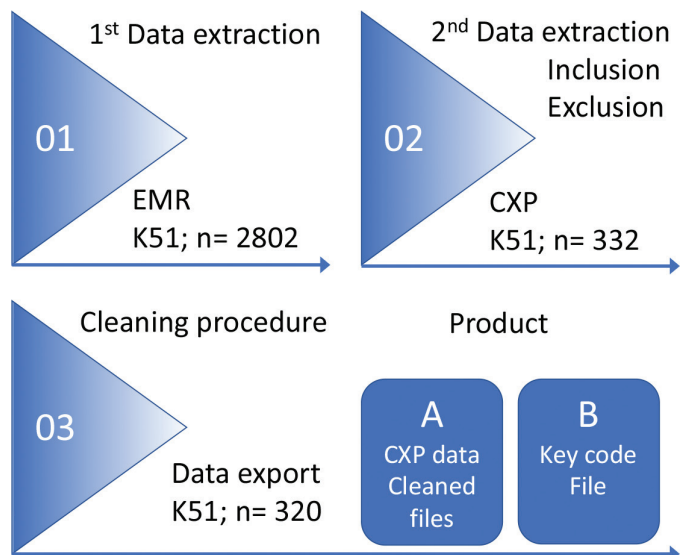 1st Data extraction
01
EMR
K51; n= 2802
2nd Data extraction
Inclusion
Exclusion
02
CXP
K51; n= 332
Cleaning procedure
03
Data export
K51; n= 320
Product
A
CXP data
Cleaned
files
B
Key code
File